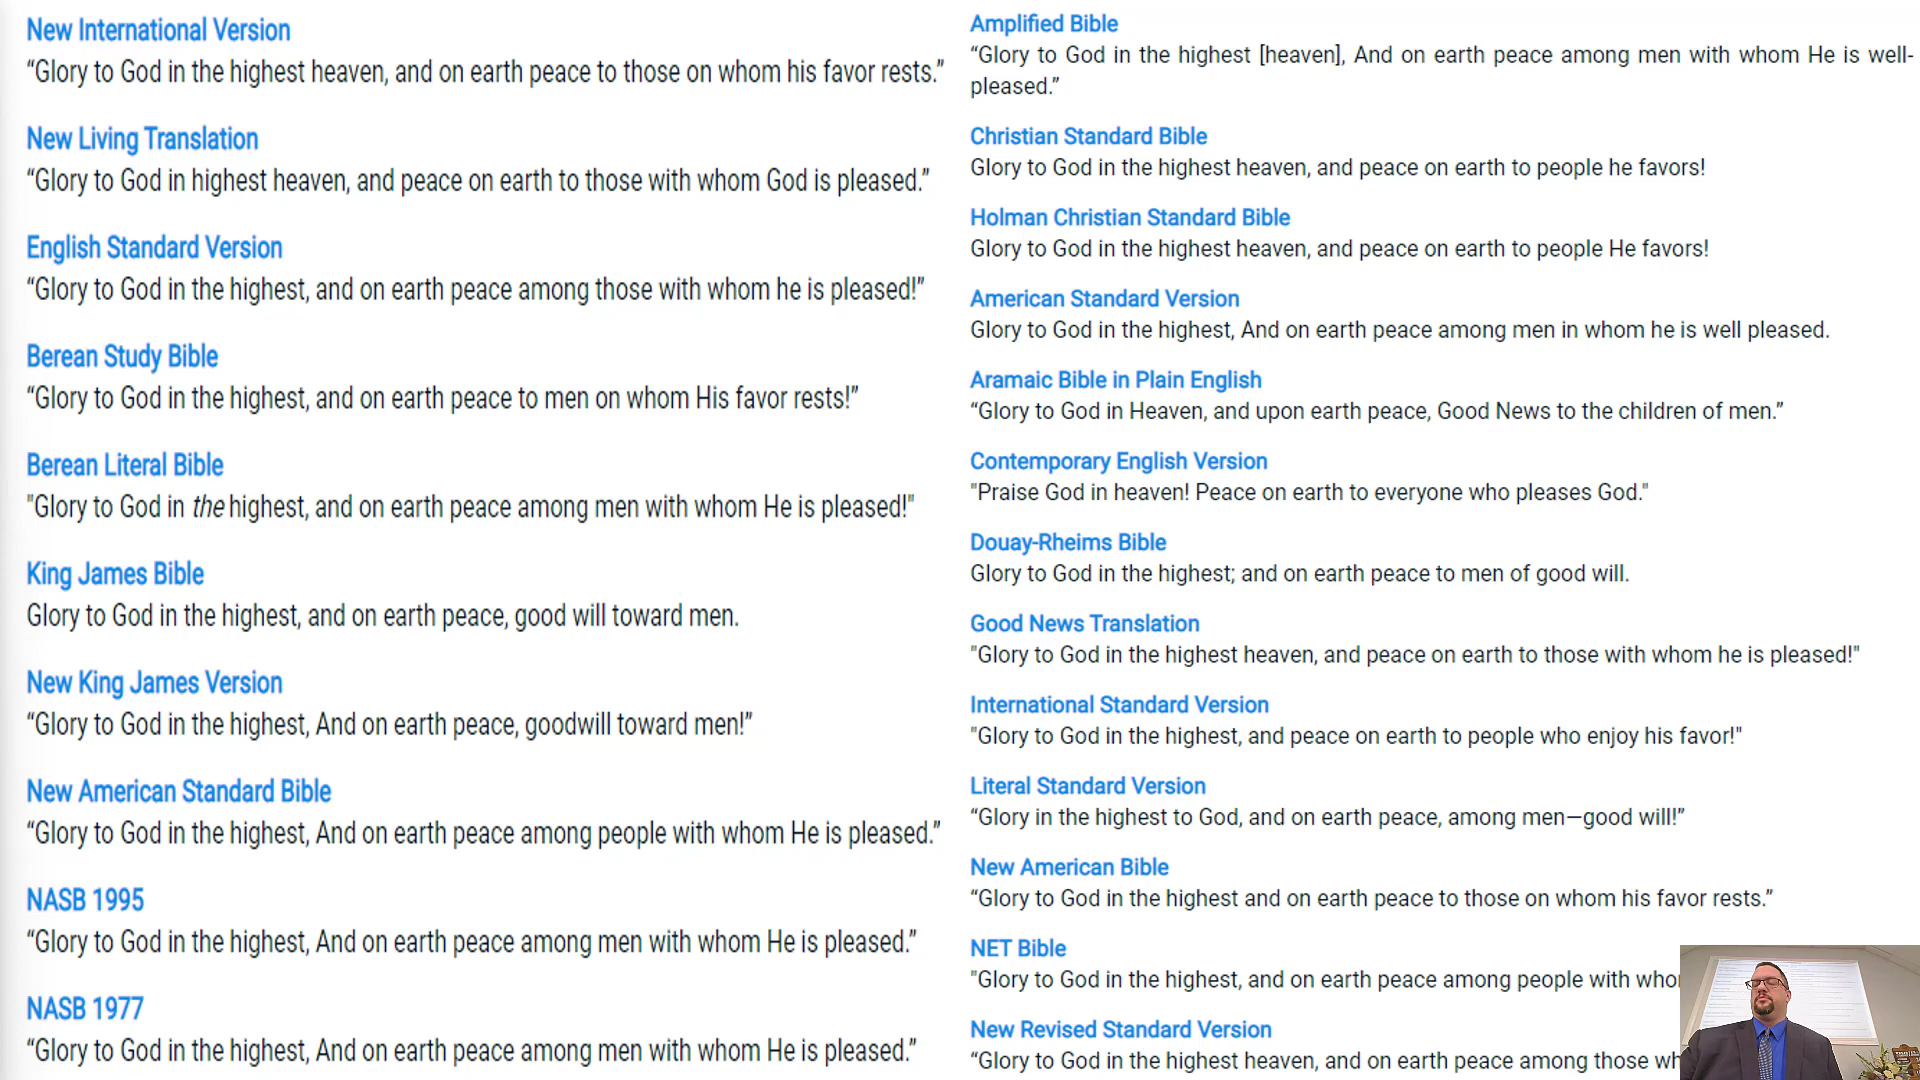 New International Version
“Glory to God in the highest heaven, and on earth peace to those on whom his favor rests.”
New Living Translation
“Glory to God in highest heaven, and peace on earth to those with whom God is pleased.”
English Standard Version
“Glory to God in the highest, and on earth peace among those with whom he is pleased!”
Berean Study Bible
“Glory to God in the highest, and on earth peace to men on whom His favor rests!”
Berean Literal Bible
"Glory to God in the highest, and on earth peace among men with whom He is pleased!"
King James Bible
Glory to God in the highest, and on earth peace, good will toward men.
New King James Version
“Glory to God in the highest, And on earth peace, goodwill toward men!”
New American Standard Bible
“Glory to God in the highest, And on earth peace among people with whom He is pleased.”
NASB 1995
“Glory to God in the highest, And on earth peace among men with whom He is pleased.”
NASB 1977
“Glory to God in the highest, And on earth peace among men with whom He is pleased.”
Amplified Bible
“Glory to God in the highest [heaven], And on earth peace among men with whom He is well-
pleased.”
Christian Standard Bible
Glory to God in the highest heaven, and peace on earth to people he favors!
Holman Christian Standard Bible
Glory to God in the highest heaven, and peace on earth to people He favors!
American Standard Version
Glory to God in the highest, And on earth peace among men in whom he is well pleased.
Aramaic Bible in Plain English
“Glory to God in Heaven, and upon earth peace, Good News to the children of men.”
Contemporary English Version
"Praise God in heaven! Peace on earth to everyone who pleases God."
Douay-Rheims Bible
Glory to God in the highest; and on earth peace to men of good will.
Good News Translation
"Glory to God in the highest heaven, and peace on earth to those with whom he is pleased!"
International Standard Version
"Glory to God in the highest, and peace on earth to people who enjoy his favor!"
Literal Standard Version
“Glory in the highest to God, and on earth peace, among men—good will!”
New American Bible
“Glory to God in the highest and on earth peace to those on whom his favor rests.”
NET Bible
"Glory to God in the highest, and on earth peace among people with
New Revised Standard Version
“Glory to God in the highest heaven, and on earth peace among those